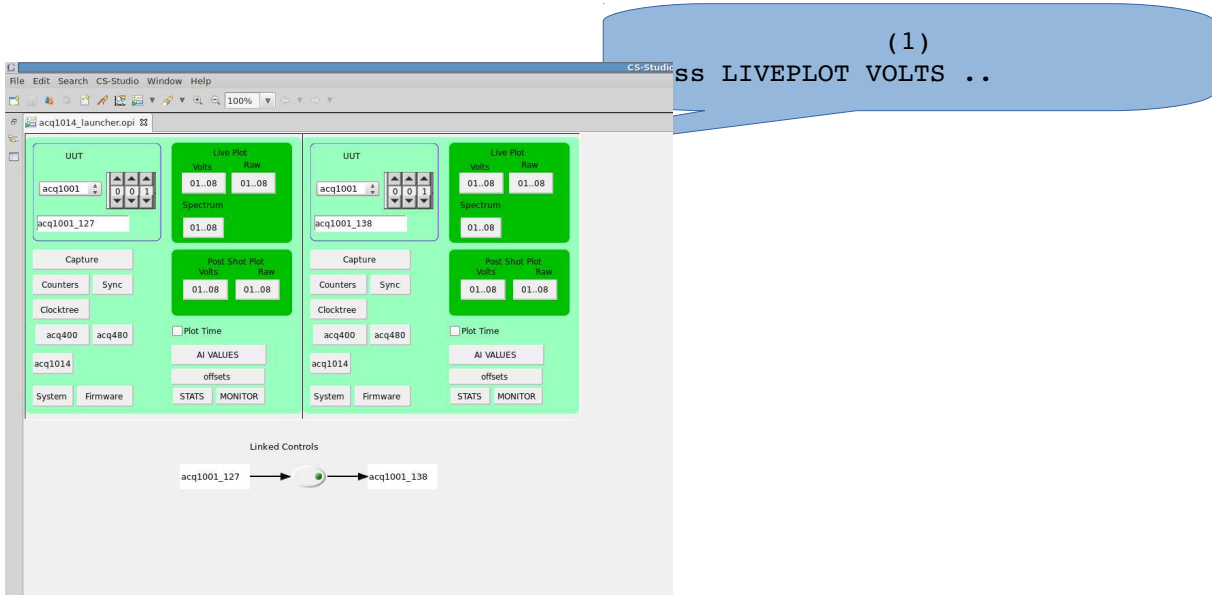 (1)
ss LIVEPLOT VOLTS ..
CS-Studio
File Edit Search CS-Studio Window Help
100%
acq1014_launcher.opi
UUT
acq1001
0 0 1
acq1001_127
Live Plot
Volts Raw
01..08 01..08
Spectrum
01..08
Capture
Counters Sync
Clocktree
acq400 acq480
acq1014
System Firmware
Post Shot Plot
Volts Raw
01..08 01..08
Plot Time
AI VALUES
offsets
STATS MONITOR
UUT
acq1001
0 0 1
acq1001_138
Live Plot
Volts Raw
01..08 01..08
Spectrum
01..08
Capture
Counters Sync
Clocktree
acq400 acq480
acq1014
System Firmware
Post Shot Plot
Volts Raw
01..08 01..08
Plot Time
AI VALUES
offsets
STATS MONITOR
Linked Controls
acq1001_127 acq1001_138